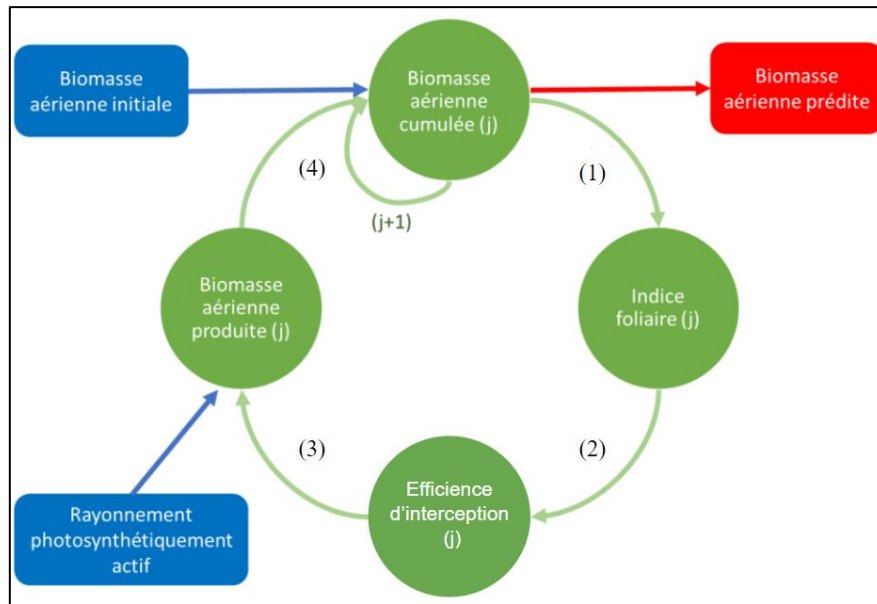 Biomasse
aérienne initiale
Biomasse
aérienne
cumulée (j)
Biomasse
aérienne prédite
(4)
(1)
(j+1)
Biomasse
aérienne
produite (j)
Indice
foliaire (j)
(3)
(2)
Efficience
d'interception
(j)
Rayonnement
photosynthétiquement
actif